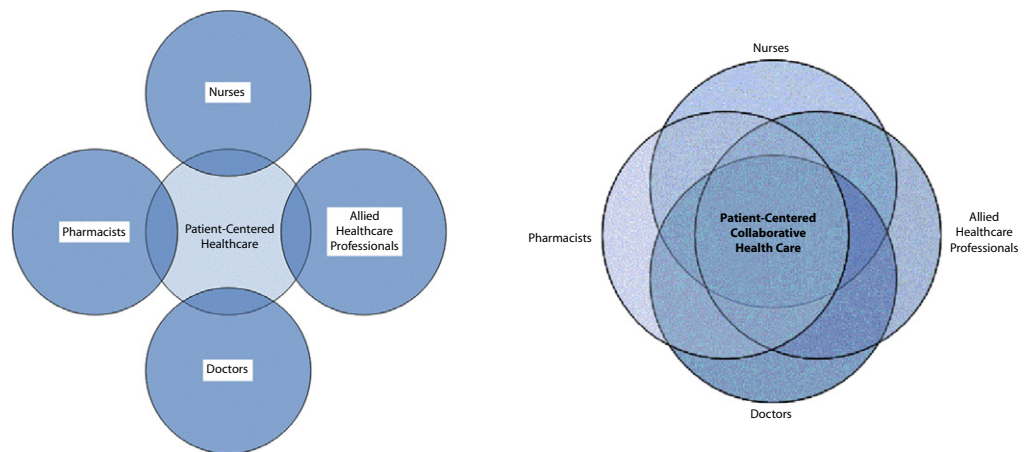 Nurses
Pharmacists
Patient-Centered
Healthcare
Allied
Healthcare
Professionals
Doctors
Nurses
Pharmacists
Patient-Centered
Collaborative
Health Care
Allied
Healthcare
Professionals
Doctors